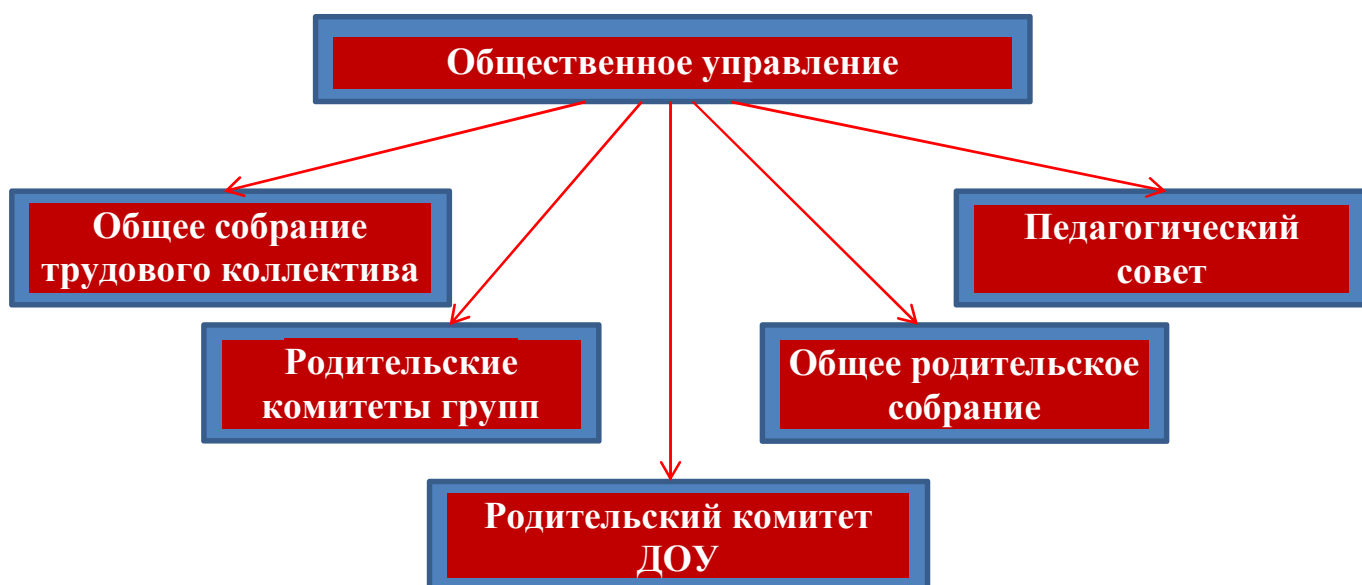 Общественное управление
Общее собрание
трудового коллектива
Педагогический
совет
Родительские
комитеты групп
Общее родительское
собрание
Родительский комитет
ДОУ